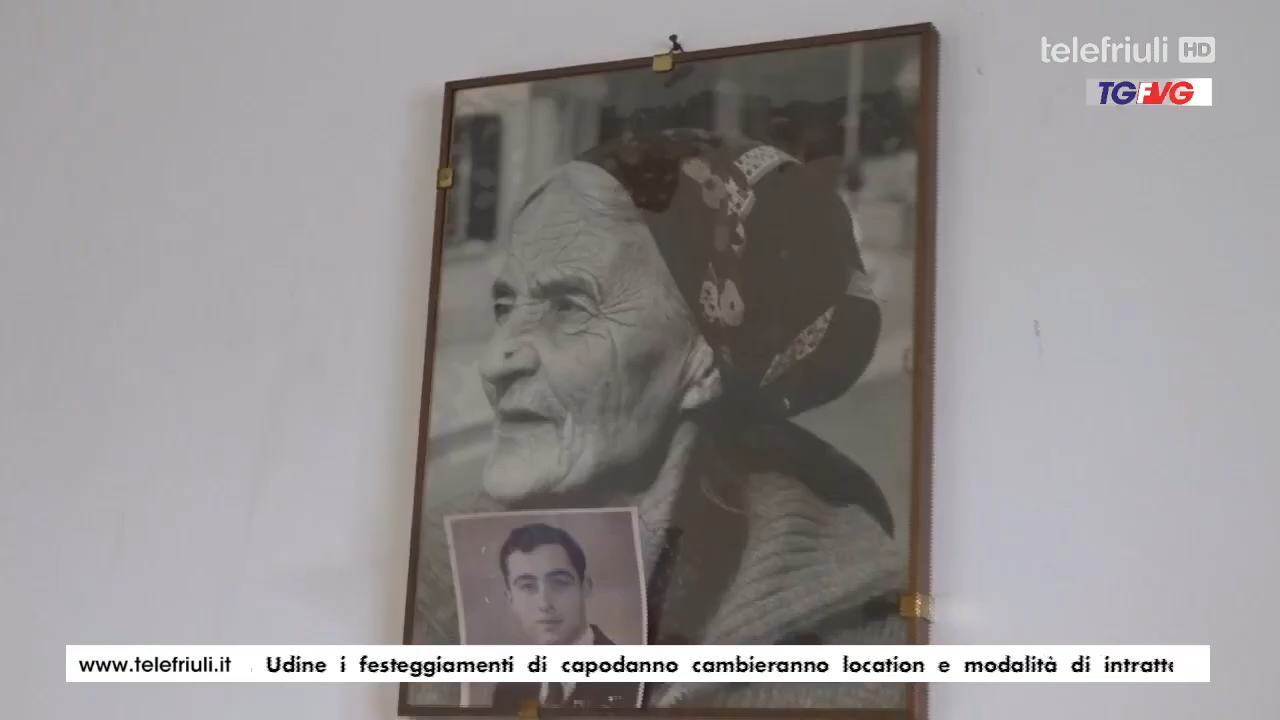 telefriuli HD
TGFVG
www.telefriuli.it Udine i festeggiamenti di capodanno cambieranno location e modalità di